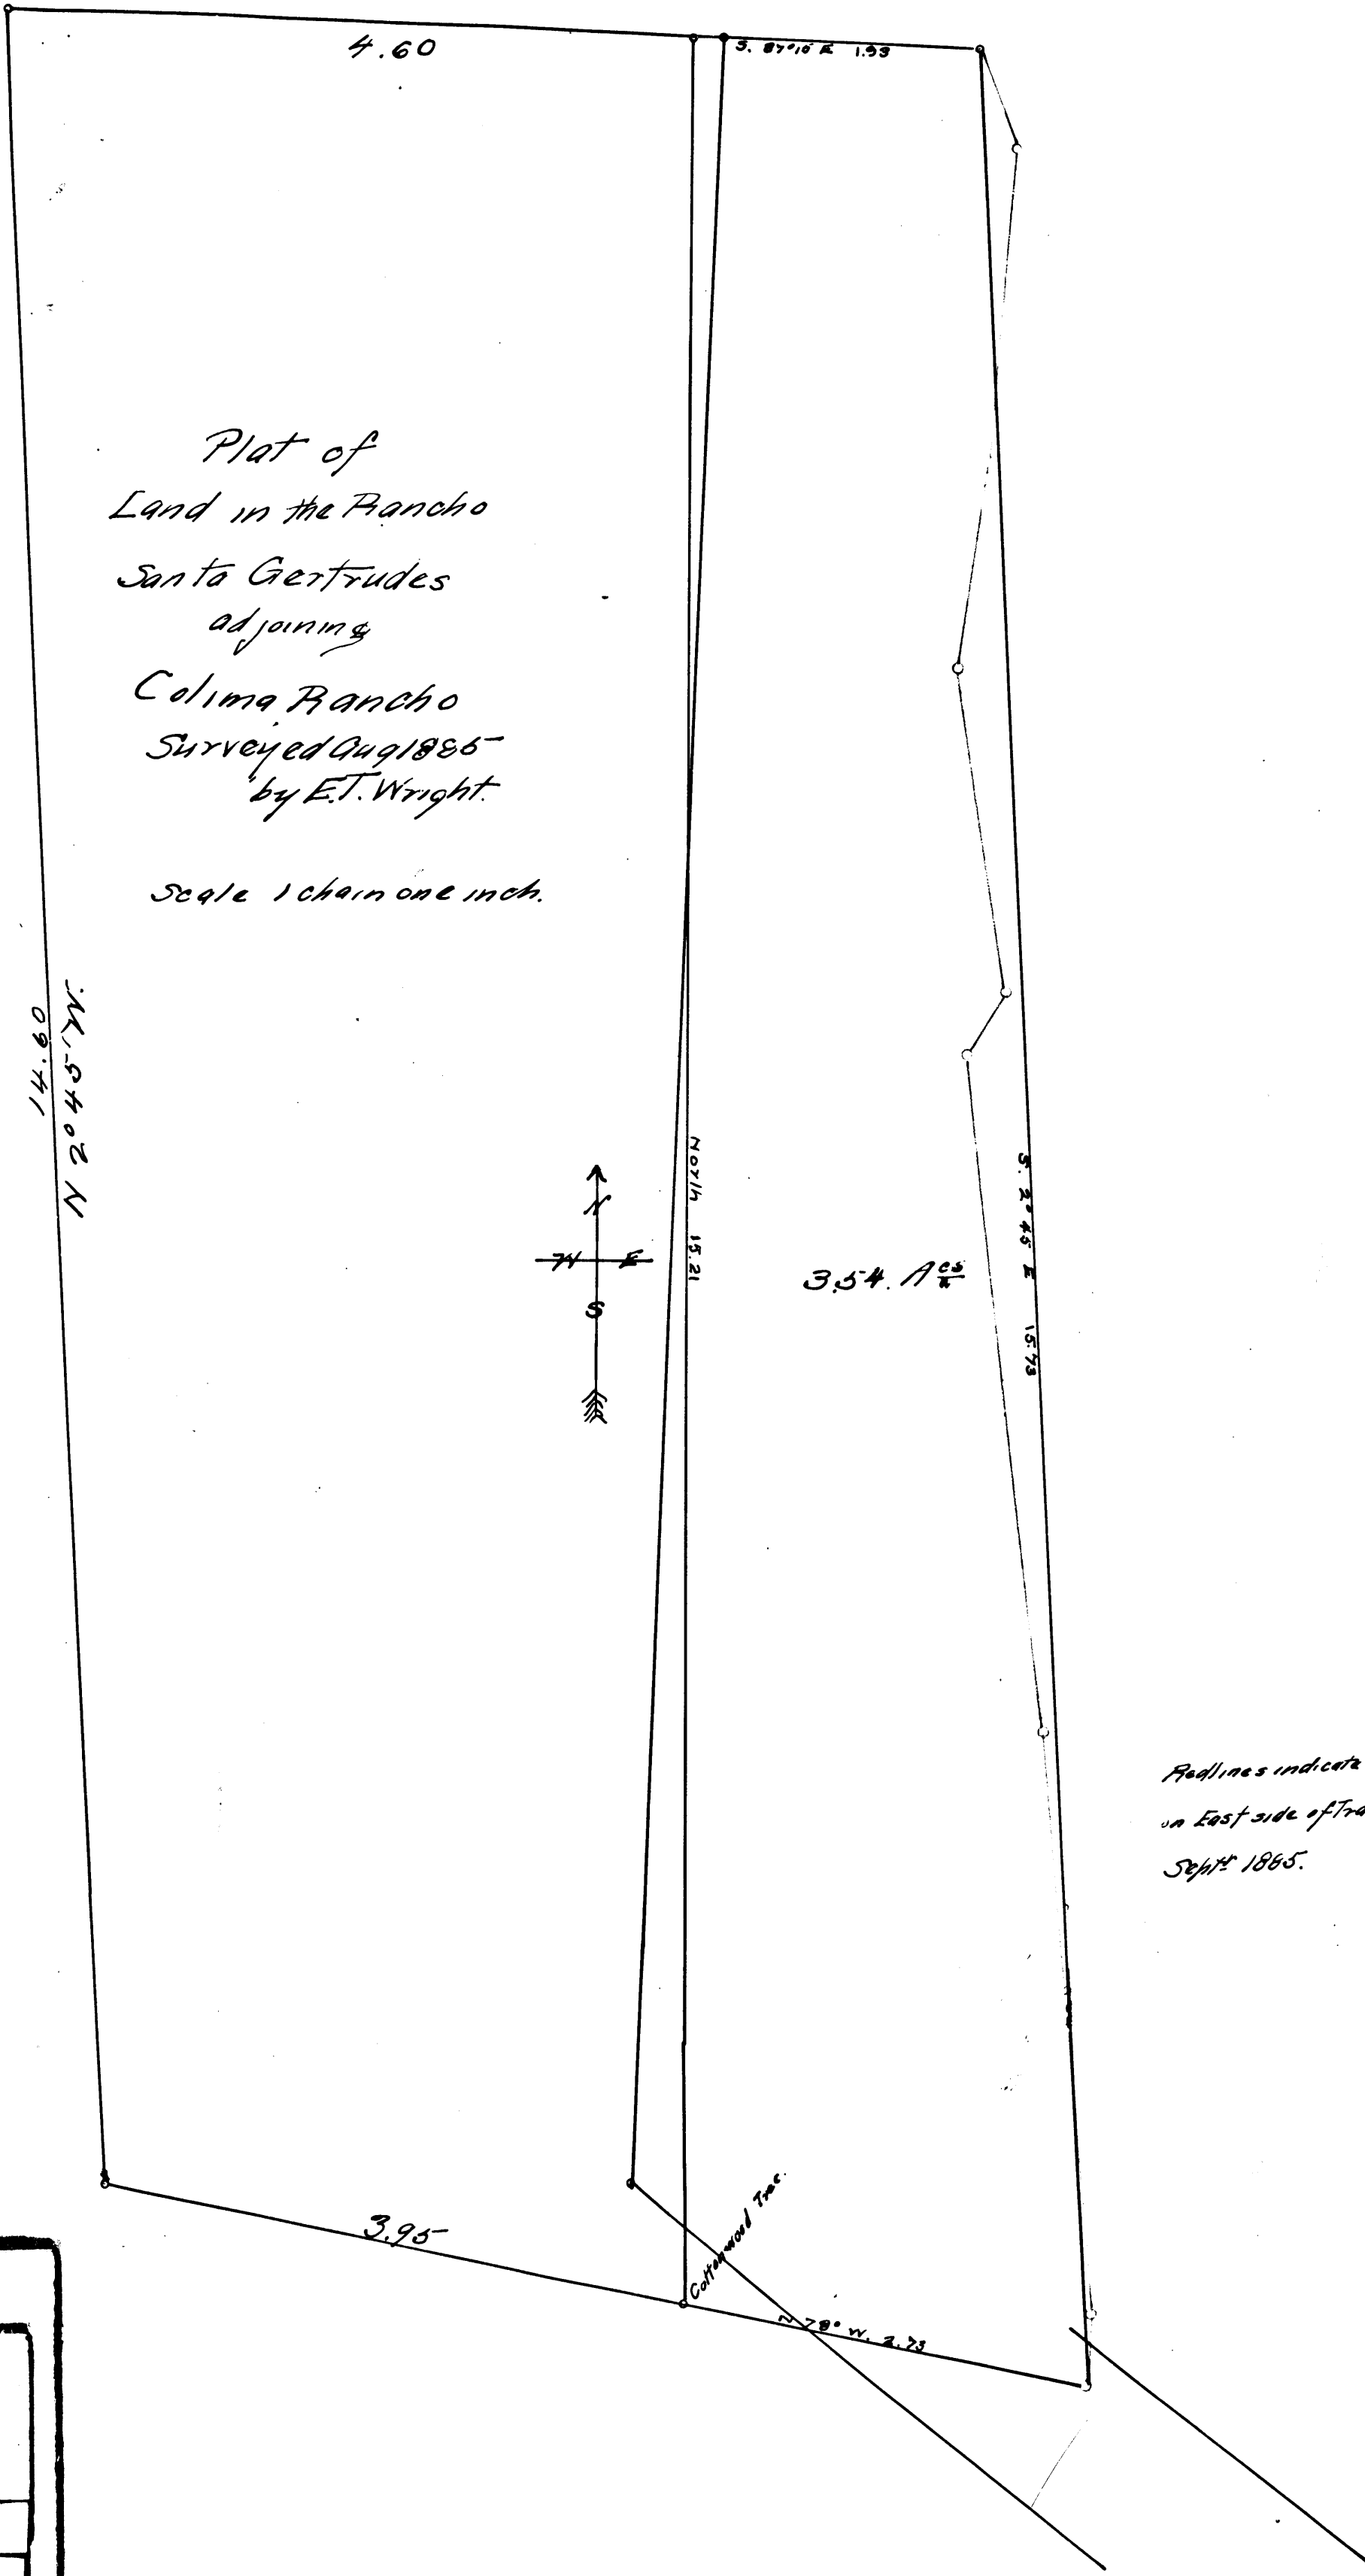 4.60
S. 87°15 E 1.93
Plat of
Land in the Rancho
Santa Gertrudes
adjoining
Colima Rancho
Surveyed Aug 1885
by E.T. Wright.
Scale 1 chain one inch.
N 2°45' W.
14.60
North 15.21
N
W E
S
3.54. Acs
S. 2°45 E 15.73
Redlines indicate
on East side of
Septr 1885.
Cottonwood Tree.
3.95
N 78° W. 2.73